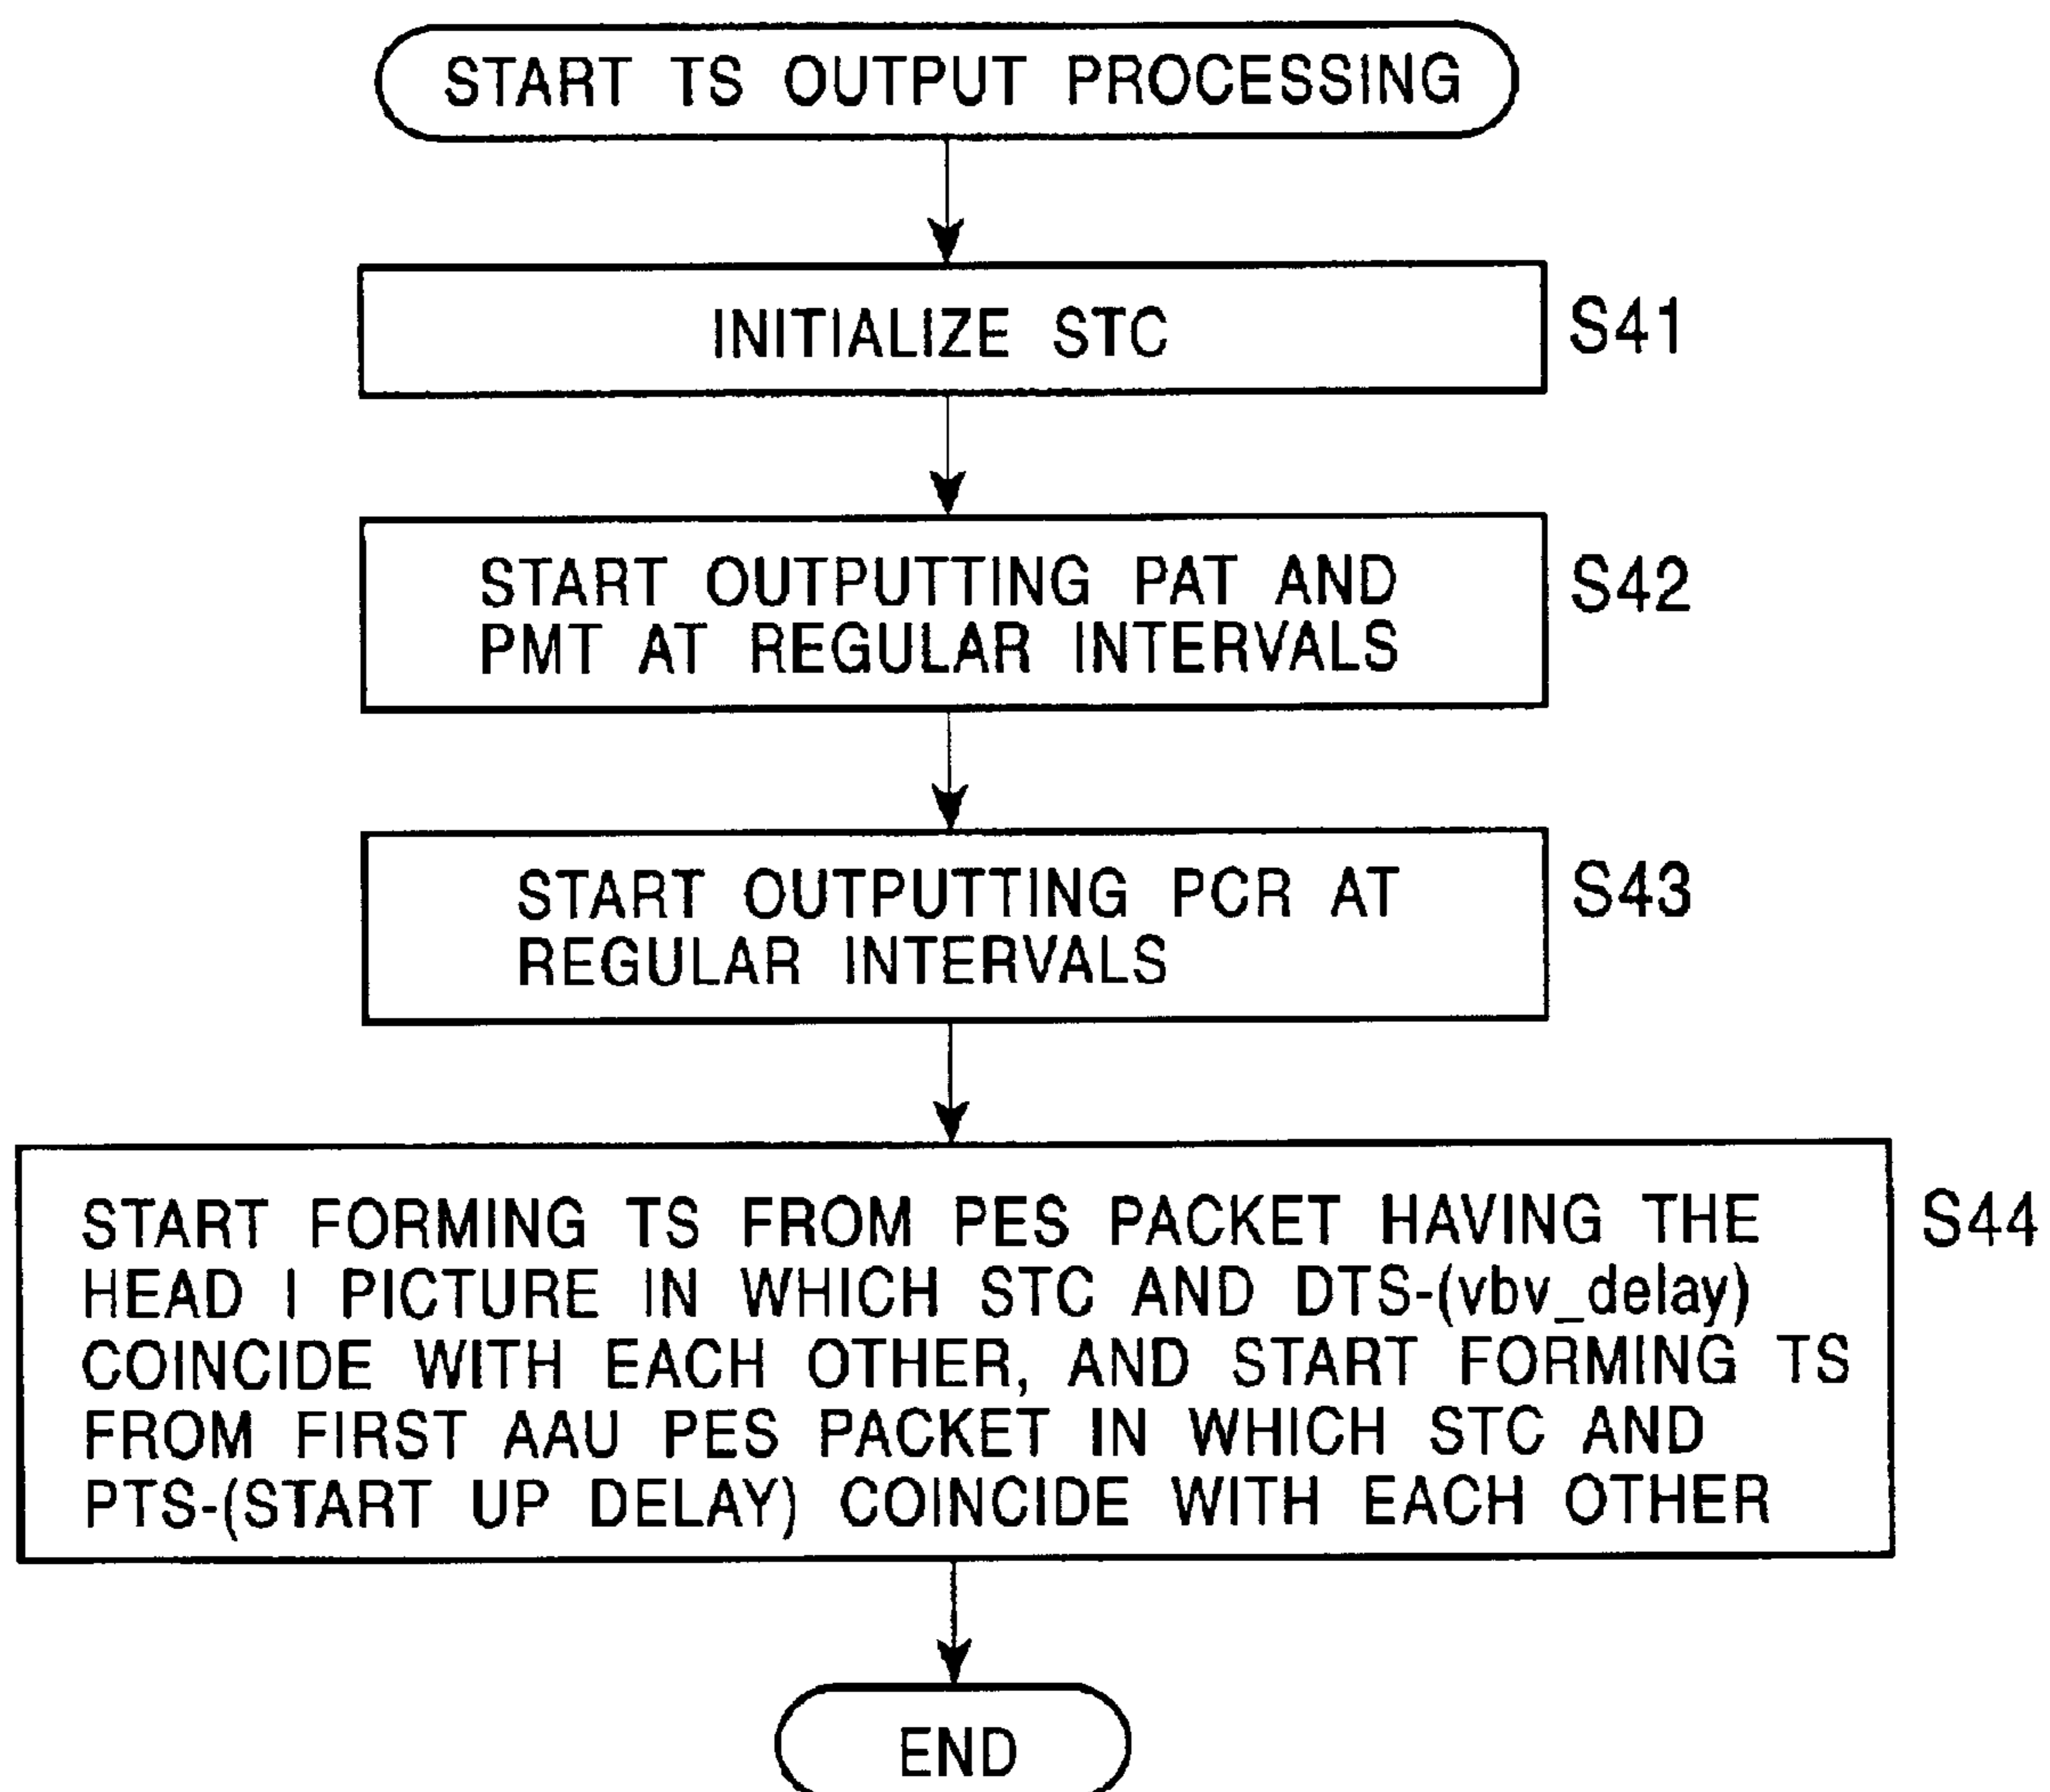 START TS OUTPUT PROCESSING
INITIALIZE STC
S41
START OUTPUTTING PAT AND
PMT AT REGULAR INTERVALS
S42
START OUTPUTTING PCR AT
REGULAR INTERVALS
S43
START FORMING TS FROM PES PACKET HAVING THE
HEAD I PICTURE IN WHICH STC AND DTS-(vbv_delay)
COINCIDE WITH EACH OTHER, AND START FORMING TS
FROM FIRST AAU PES PACKET IN WHICH STC AND
PTS-(START UP DELAY) COINCIDE WITH EACH OTHER
S44
END